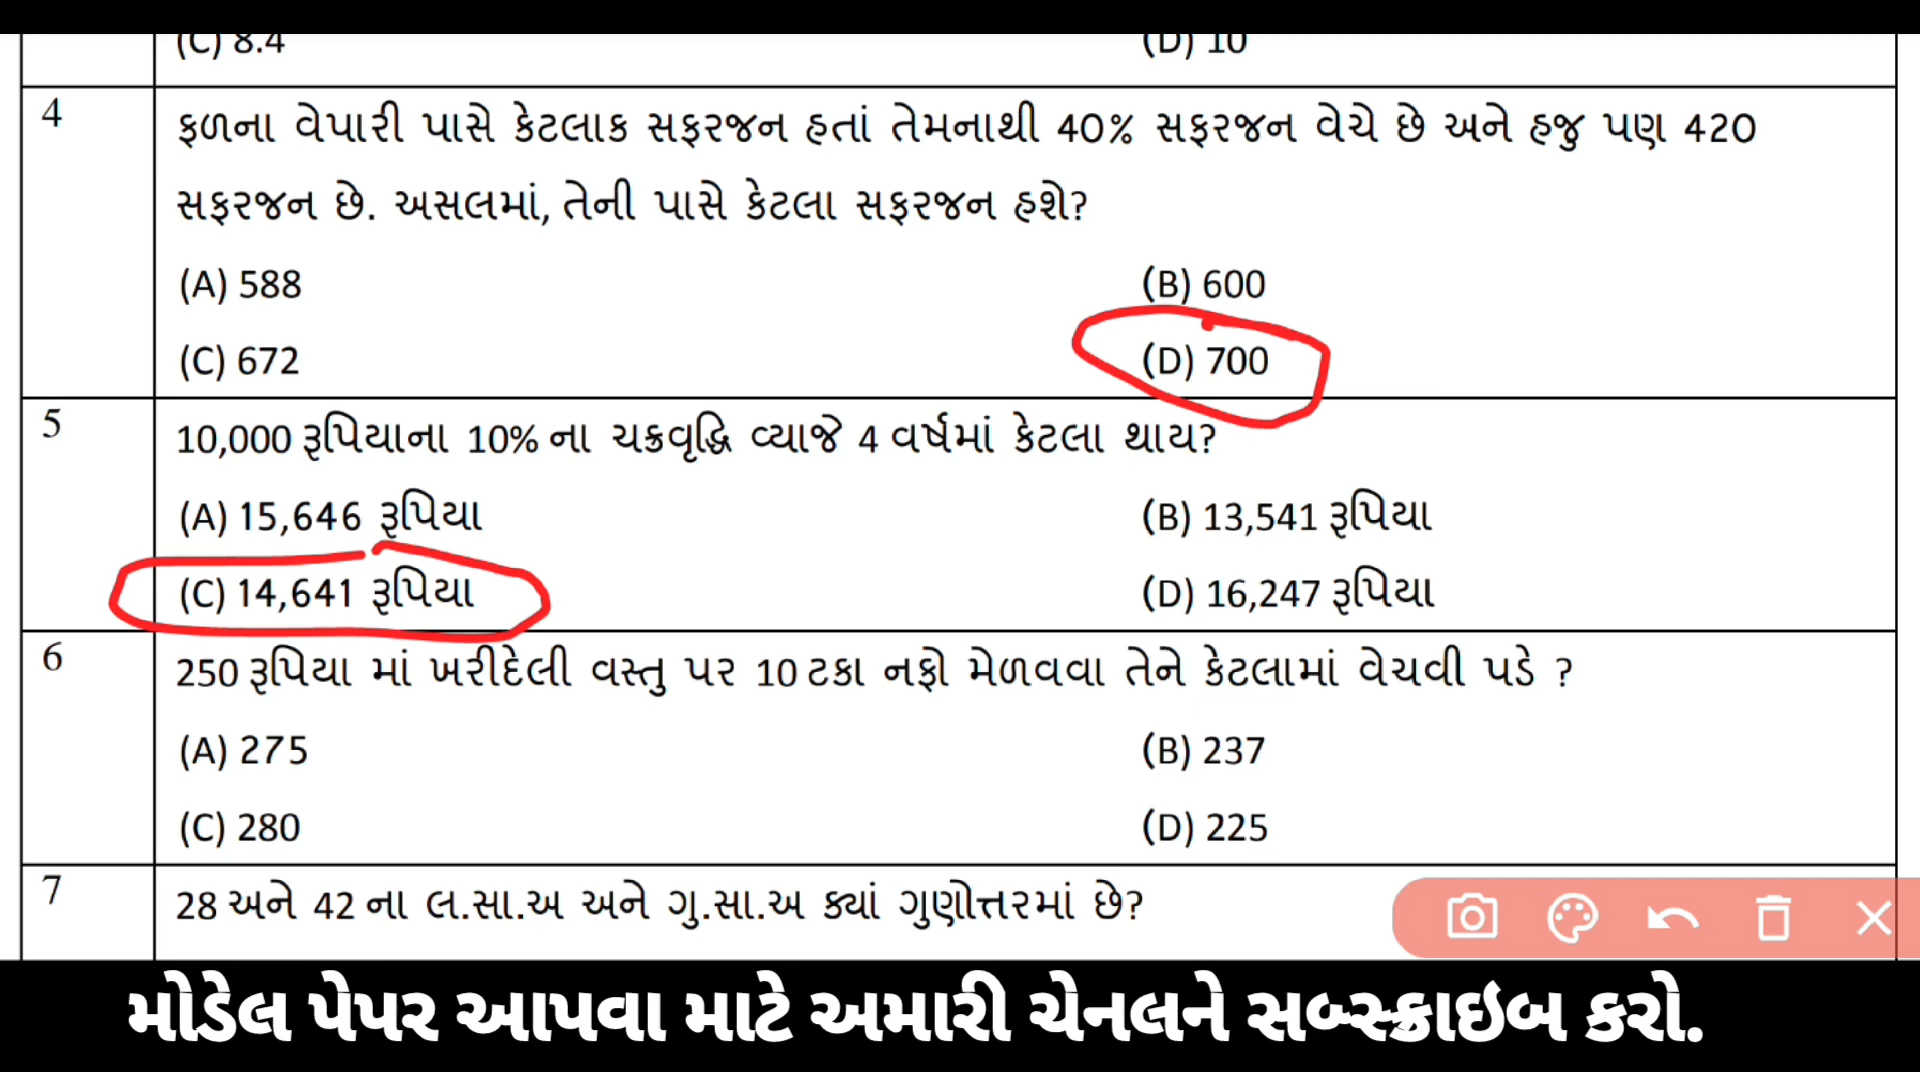 (C) 8.4
(D) 10
4
ફળના વેપારી પાસે કેટલાક સફરજન હતાં તેમનાથી 40% સફરજન વેચે છે અને હજુ પણ 420
સફરજન છે. અસલમાં, તેની પાસે કેટલા સફરજન હશે?
(A) 588
(B) 600
(C) 672
(D) 700
5
10,000 રૂપિયાના 10% ના ચક્રવૃદ્ધિ વ્યાજે 4 વર્ષમાં કેટલા થાય?
(A) 15,646 રૂપિયા
(B) 13,541 રૂપિયા
(C) 14,641 રૂપિયા
(D) 16,247 રૂપિયા
6
250 રૂપિયા માં ખરીદેલી વસ્તુ પર 10 ટકા નફો મેળવવા તેને કેટલામાં વેચવી પડે ?
(A) 275
(B) 237
(C) 280
(D) 225
7
28 અને 42 ના લ.સા.અ અને ગુ.સા.અ ક્યાં ગુણોત્તરમાં છે?
મોડેલ પેપર આપવા માટે અમારી ચેનલને સબ્સ્ક્રાઇબ કરો.